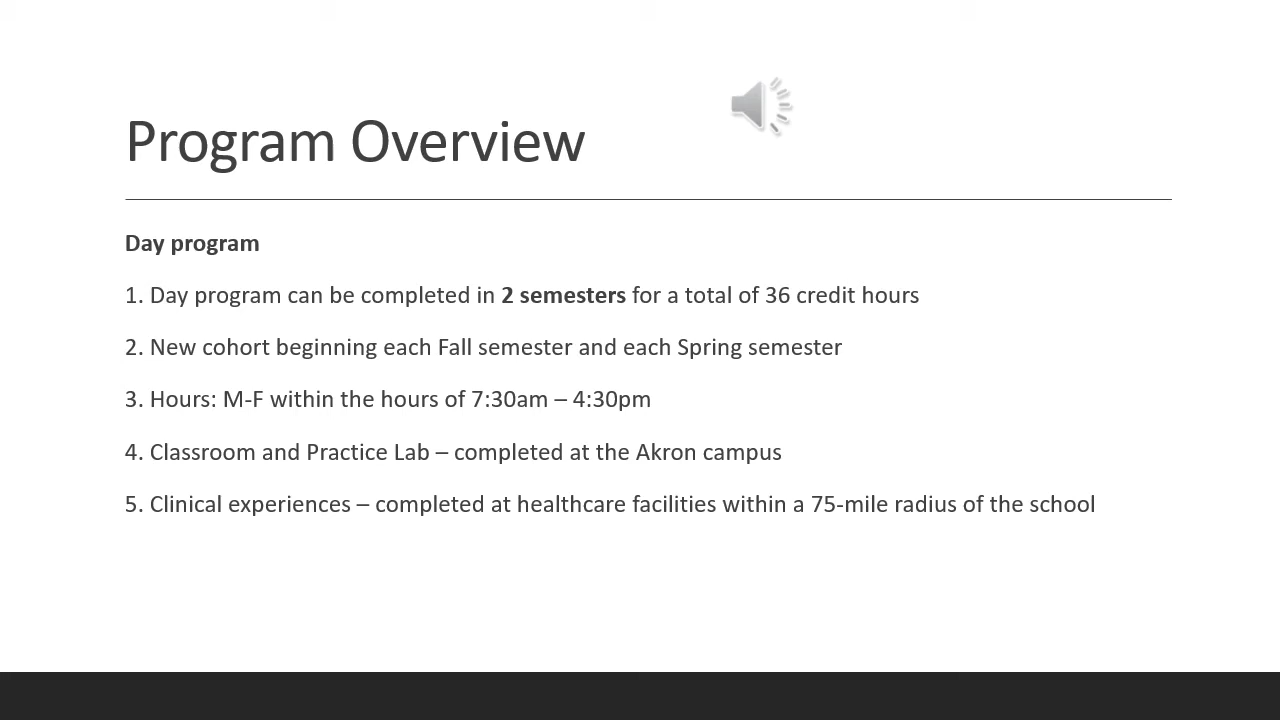 Program Overview
Day program
1. Day program can be completed in 2 semesters for a total of 36 credit hours
2. New cohort beginning each Fall semester and each Spring semester
3. Hours: M-F within the hours of 7:30am – 4:30pm
4. Classroom and Practice Lab – completed at the Akron campus
5. Clinical experiences – completed at healthcare facilities within a 75-mile radius of the school